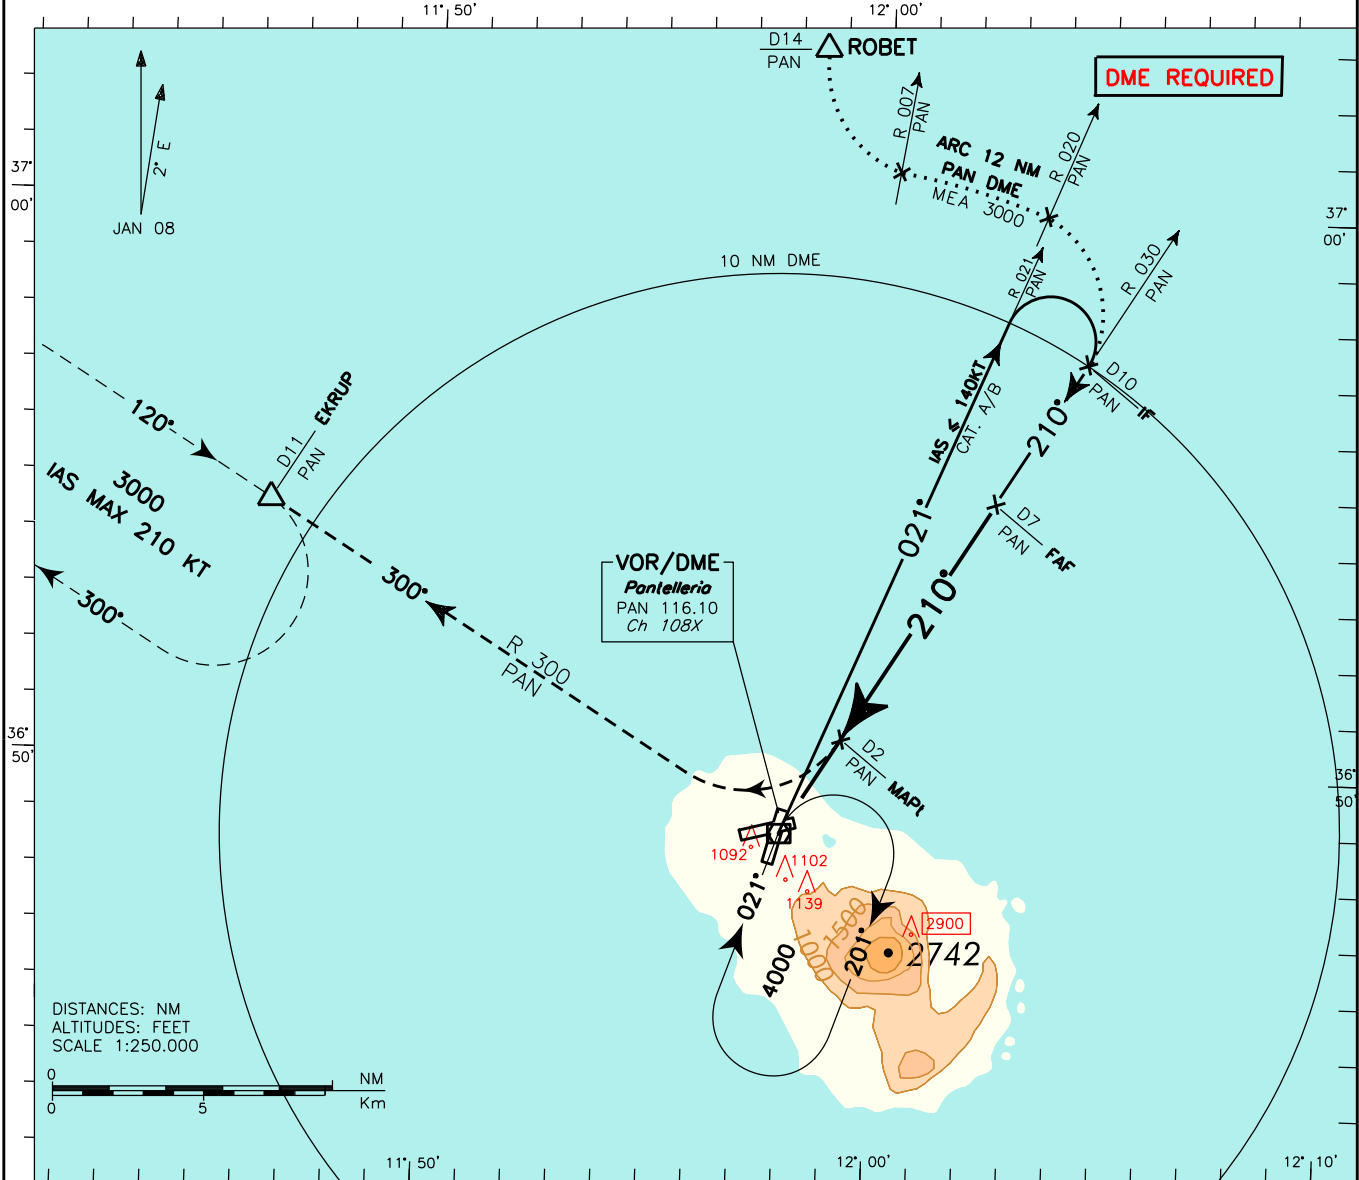 11° 50'
12° 00'
D14
PAN
ROBET
DME REQUIRED
R 007
PAN
2° E
JAN 08
ARC 12 NM
PAN DME
MEA 3000
R 020
PAN
37°
00'
37°
00'
10 NM DME
R 021
PAN
R 030
PAN
D10
PAN
IF
120°
D11
PAN
EKRUP
IAS ≤ 140KT
CAT. A/B
210°
3000
IAS MAX 210 KT
021°
D7
PAN
FAF
300°
300°
VOR/DME
Pantelleria
PAN 116.10
Ch 108X
210°
R 300
PAN
36°
50'
D2
PAN
MAPt
36°
50'
1092
1102
1139
021°
1500
1000
2900
2742
201°
4000
DISTANCES: NM
ALTITUDES: FEET
SCALE 1:250.000
0
NM
0
5
Km
11° 50'
12° 00'
12° 10'